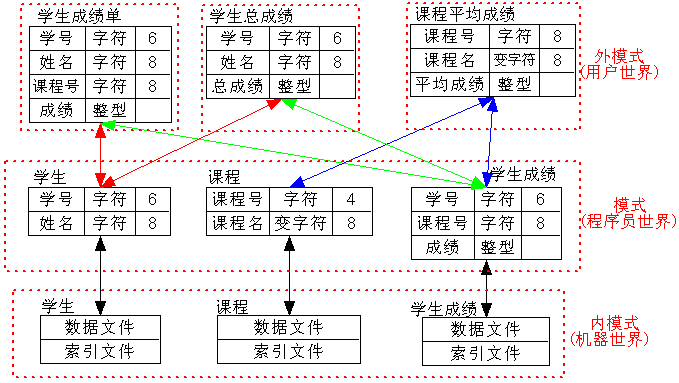 学生成绩单 学生总成绩 课程平均成绩
学号 字符 6 学号 字符 6 课程号 字符 8
姓名 字符 8 姓名 字符 8 课程名 变字符 8
课程号 字符 8 总成绩 整型 平均成绩 整型
成绩 整型
外模式
(用户世界)
学生 课程 学生成绩
学号 字符 6 课程号 字符 4 学号 字符 6
姓名 字符 8 课程名 变字符 8 课程号 字符 8
成绩 整型
模式
(程序员世界)
学生 课程 学生成绩
数据文件 数据文件 数据文件
索引文件 索引文件 索引文件
内模式
(机器世界)